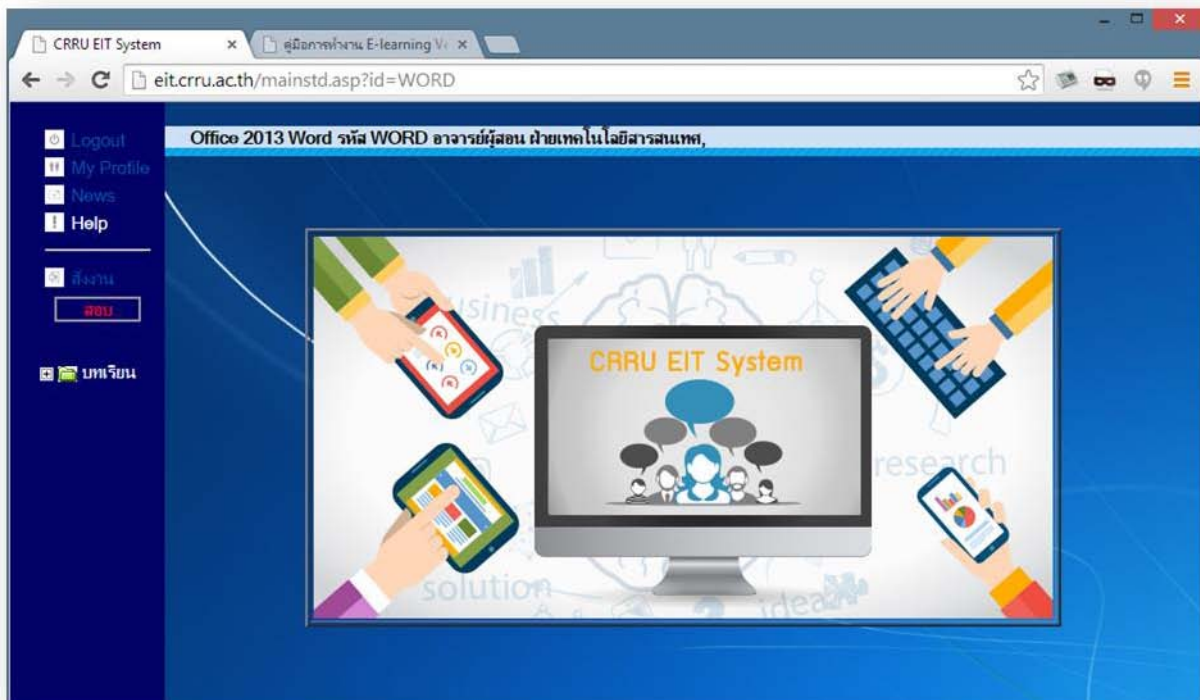 CRRU EIT System
คู่มือการทำงาน E-learning Ve
eit.crru.ac.th/mainstd.asp?id=WORD
Logout
My Profile
News
Help
ส่งงาน
สอบ
บทเรียน
Office 2013 Word รหัส WORD อาจารย์ผู้สอน ฝ่ายเทคโนโลยีสารสนเทศ,
business
CRRU EIT System
research
solution
idea